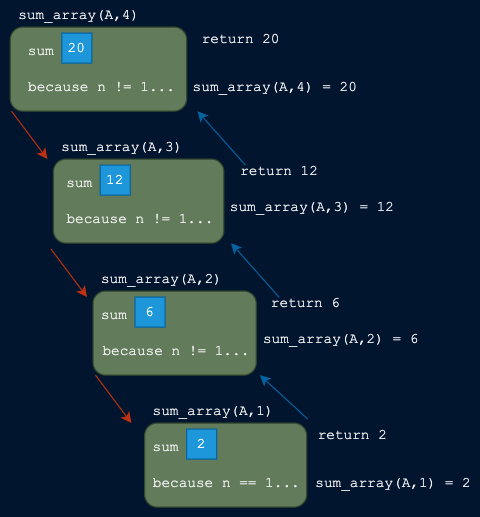 sum_array(A,4)
return 20
sum 20
because n != 1...
sum_array(A,4) = 20
sum_array(A,3)
return 12
sum 12
sum_array(A,3) = 12
because n != 1...
sum_array(A,2)
return 6
sum 6
sum_array(A,2) = 6
because n != 1...
sum_array(A,1)
return 2
sum 2
because n == 1...
sum_array(A,1) = 2